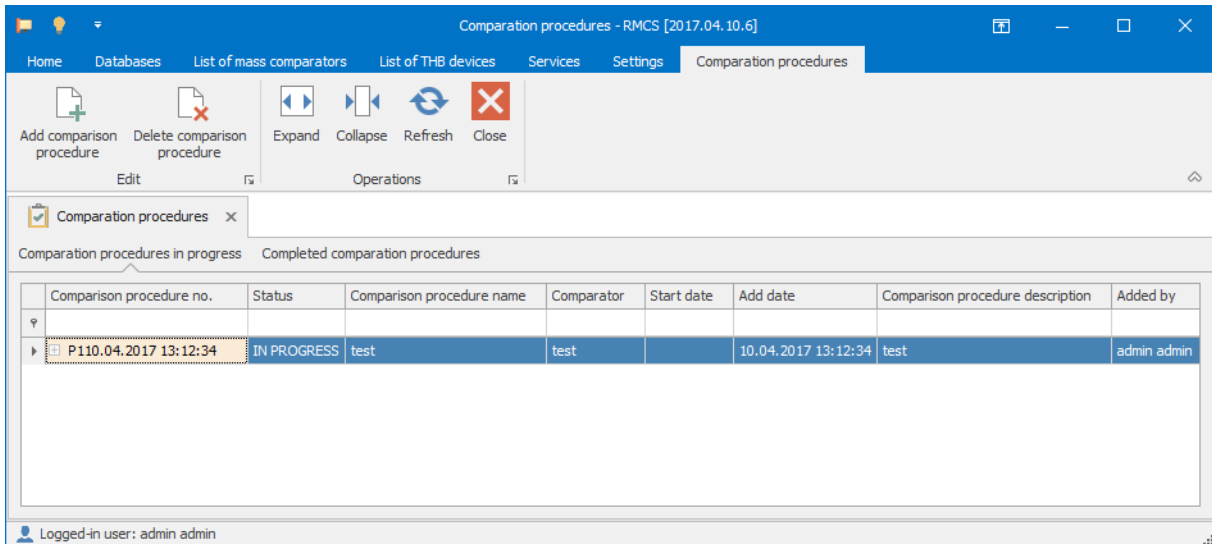 Comparation procedures - RMCS [2017.04.10.6]
Home Databases List of mass comparators List of THB devices Services Settings Comparation procedures
Add comparison procedure
Delete comparison procedure
Expand Collapse Refresh Close
Edit Operations
Comparation procedures
Comparation procedures in progress Completed comparation procedures
Comparison procedure no. Status Comparison procedure name Comparator Start date Add date Comparison procedure description Added by
P110.04.2017 13:12:34 IN PROGRESS test test 10.04.2017 13:12:34 test admin admin
Logged-in user: admin admin